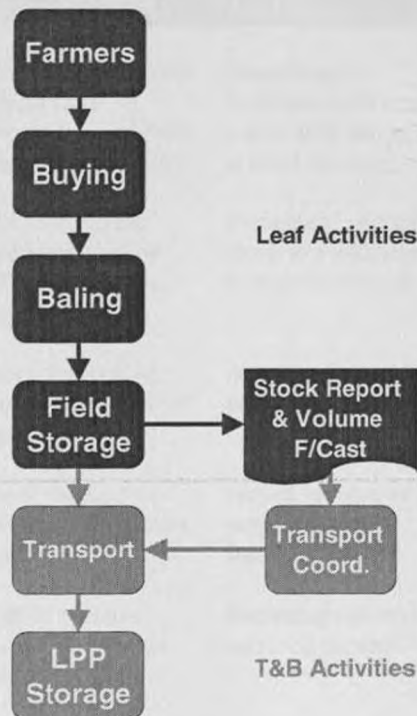 Farmers
Buying
Leaf Activities
Baling
Field
Storage
Stock Report
& Volume
F/Cast
Transport
Transport
Coord.
LPP
Storage
T&B Activities